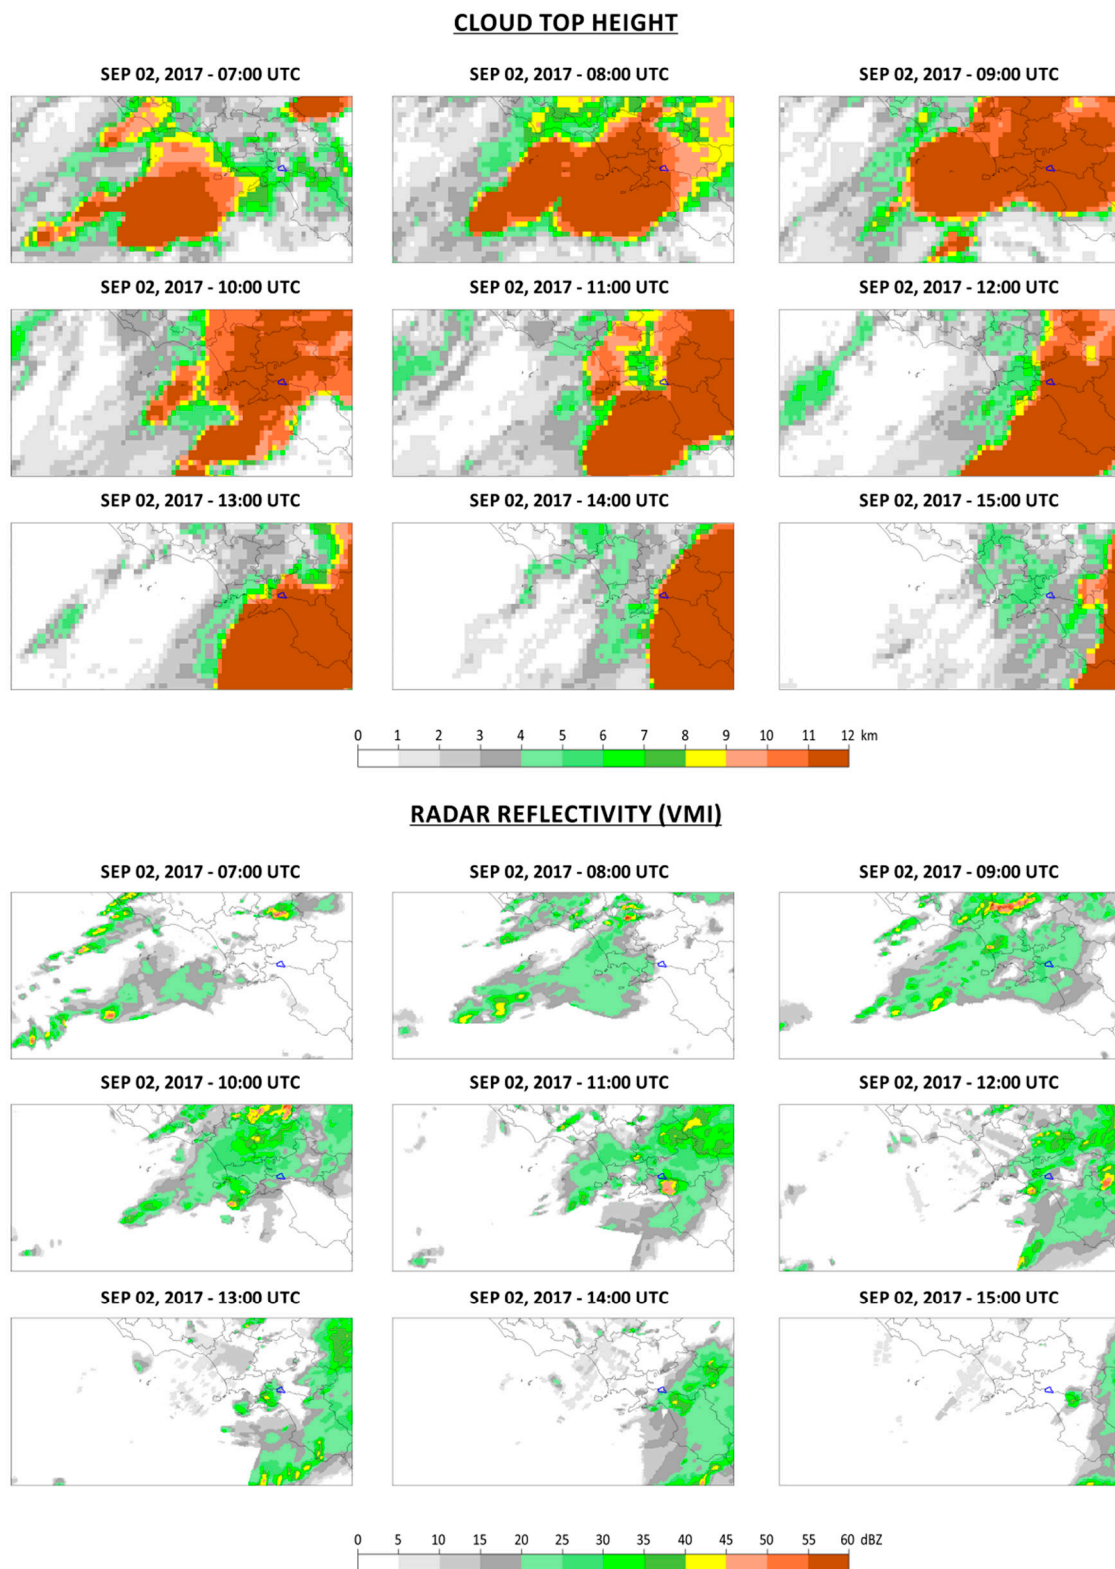 CLOUD TOP HEIGHT
SEP 02, 2017 - 07:00 UTC
SEP 02, 2017 - 08:00 UTC
SEP 02, 2017 - 09:00 UTC
SEP 02, 2017 - 10:00 UTC
SEP 02, 2017 - 11:00 UTC
SEP 02, 2017 - 12:00 UTC
SEP 02, 2017 - 13:00 UTC
SEP 02, 2017 - 14:00 UTC
SEP 02, 2017 - 15:00 UTC
0 1 2 3 4 5 6 7 8 9 10 11 12 km
RADAR REFLECTIVITY (VMI)
SEP 02, 2017 - 07:00 UTC
SEP 02, 2017 - 08:00 UTC
SEP 02, 2017 - 09:00 UTC
SEP 02, 2017 - 10:00 UTC
SEP 02, 2017 - 11:00 UTC
SEP 02, 2017 - 12:00 UTC
SEP 02, 2017 - 13:00 UTC
SEP 02, 2017 - 14:00 UTC
SEP 02, 2017 - 15:00 UTC
0 5 10 15 20 25 30 35 40 45 50 55 60 dBZ